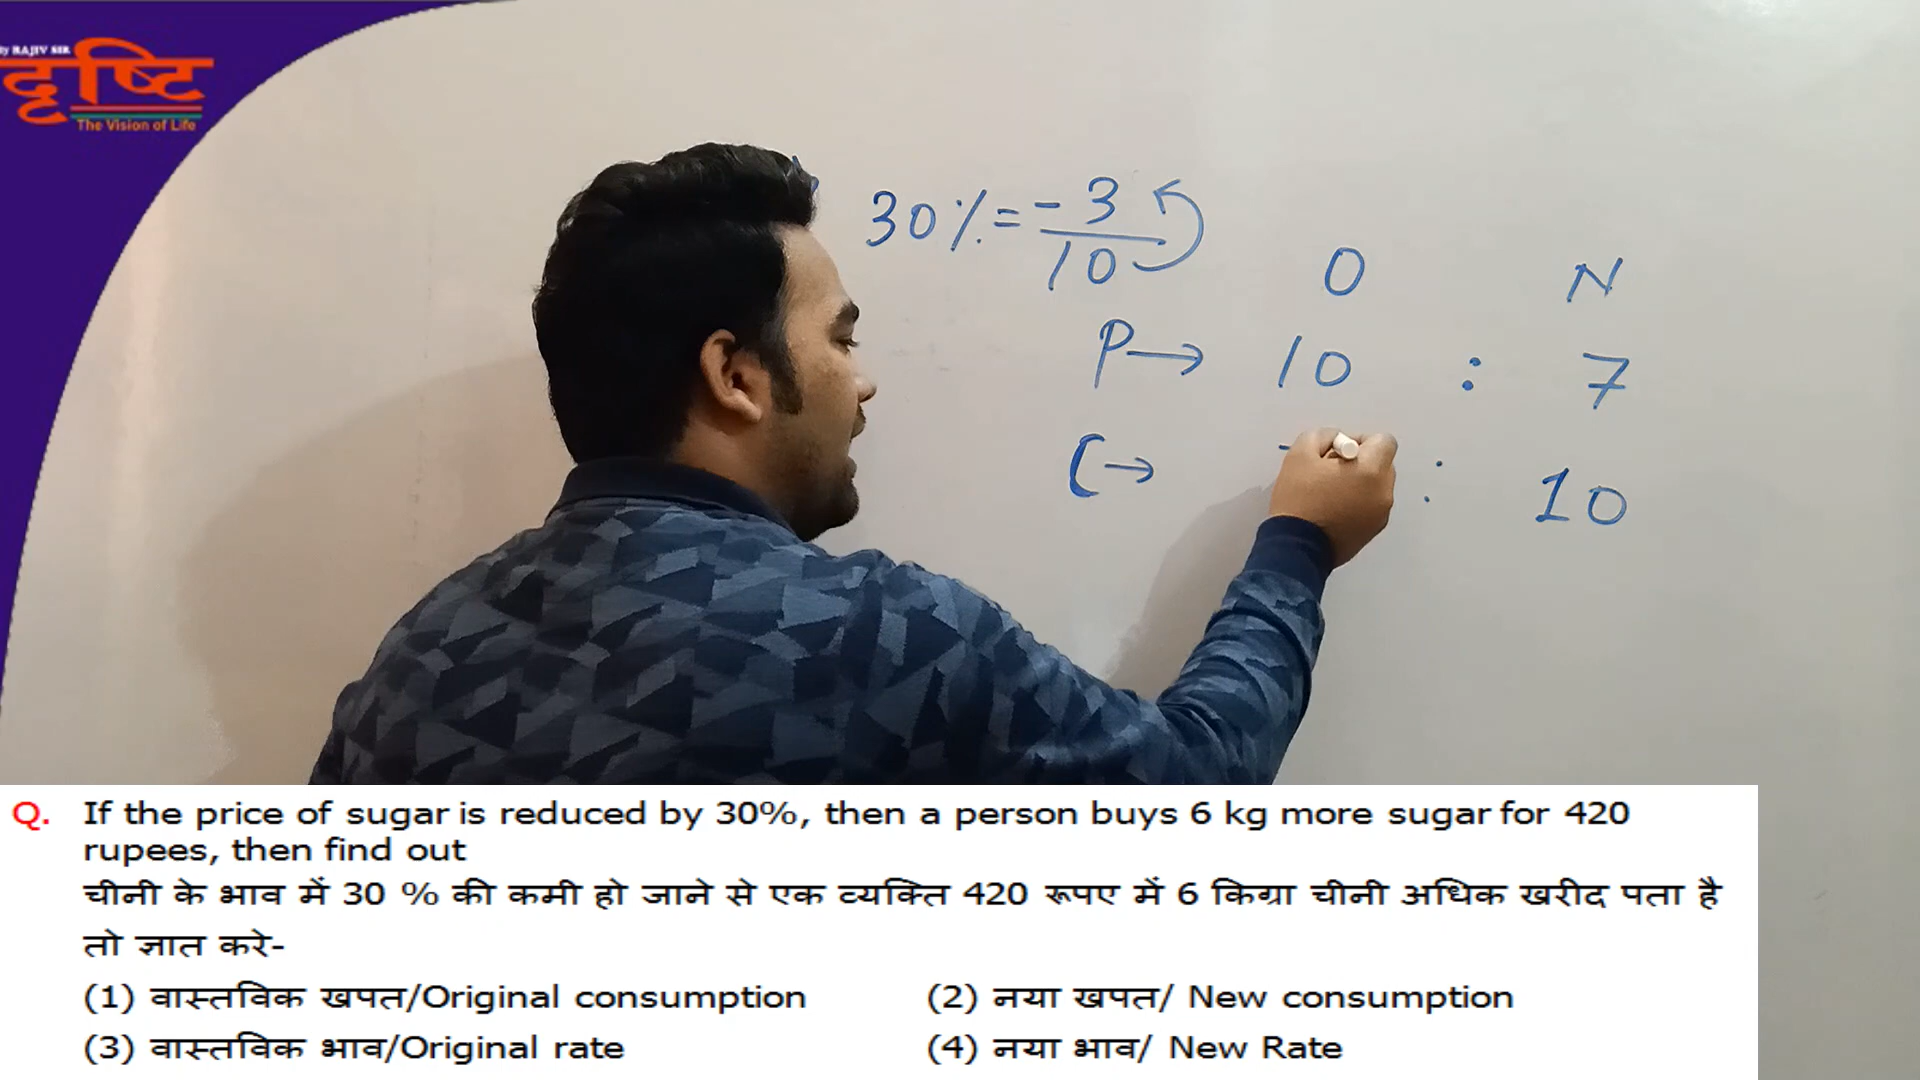 By RAJIV SIR
दृष्टि
The Vision of Life
30%=-3/10
O N
P→ 10 : 7
C→ : 10
Q. If the price of sugar is reduced by 30%, then a person buys 6 kg more sugar for 420
rupees, then find out
चीनी के भाव में 30 % की कमी हो जाने से एक व्यक्ति 420 रूपए में 6 किग्रा चीनी अधिक खरीद पता है
तो ज्ञात करे-
(1) वास्तविक खपत/Original consumption (2) नया खपत/ New consumption
(3) वास्तविक भाव/Original rate (4) नया भाव/ New Rate